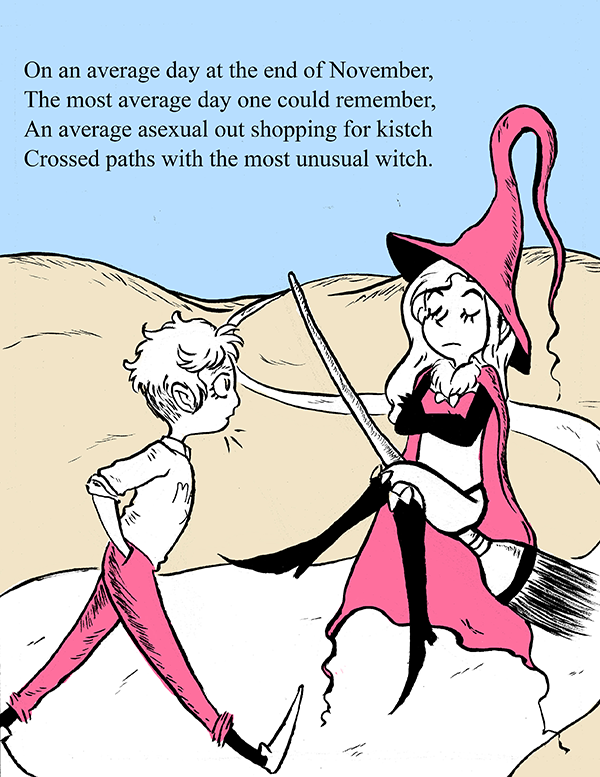 On an average day at the end of November,
The most average day one could remember,
An average asexual out shopping for kistch
Crossed paths with the most unusual witch.